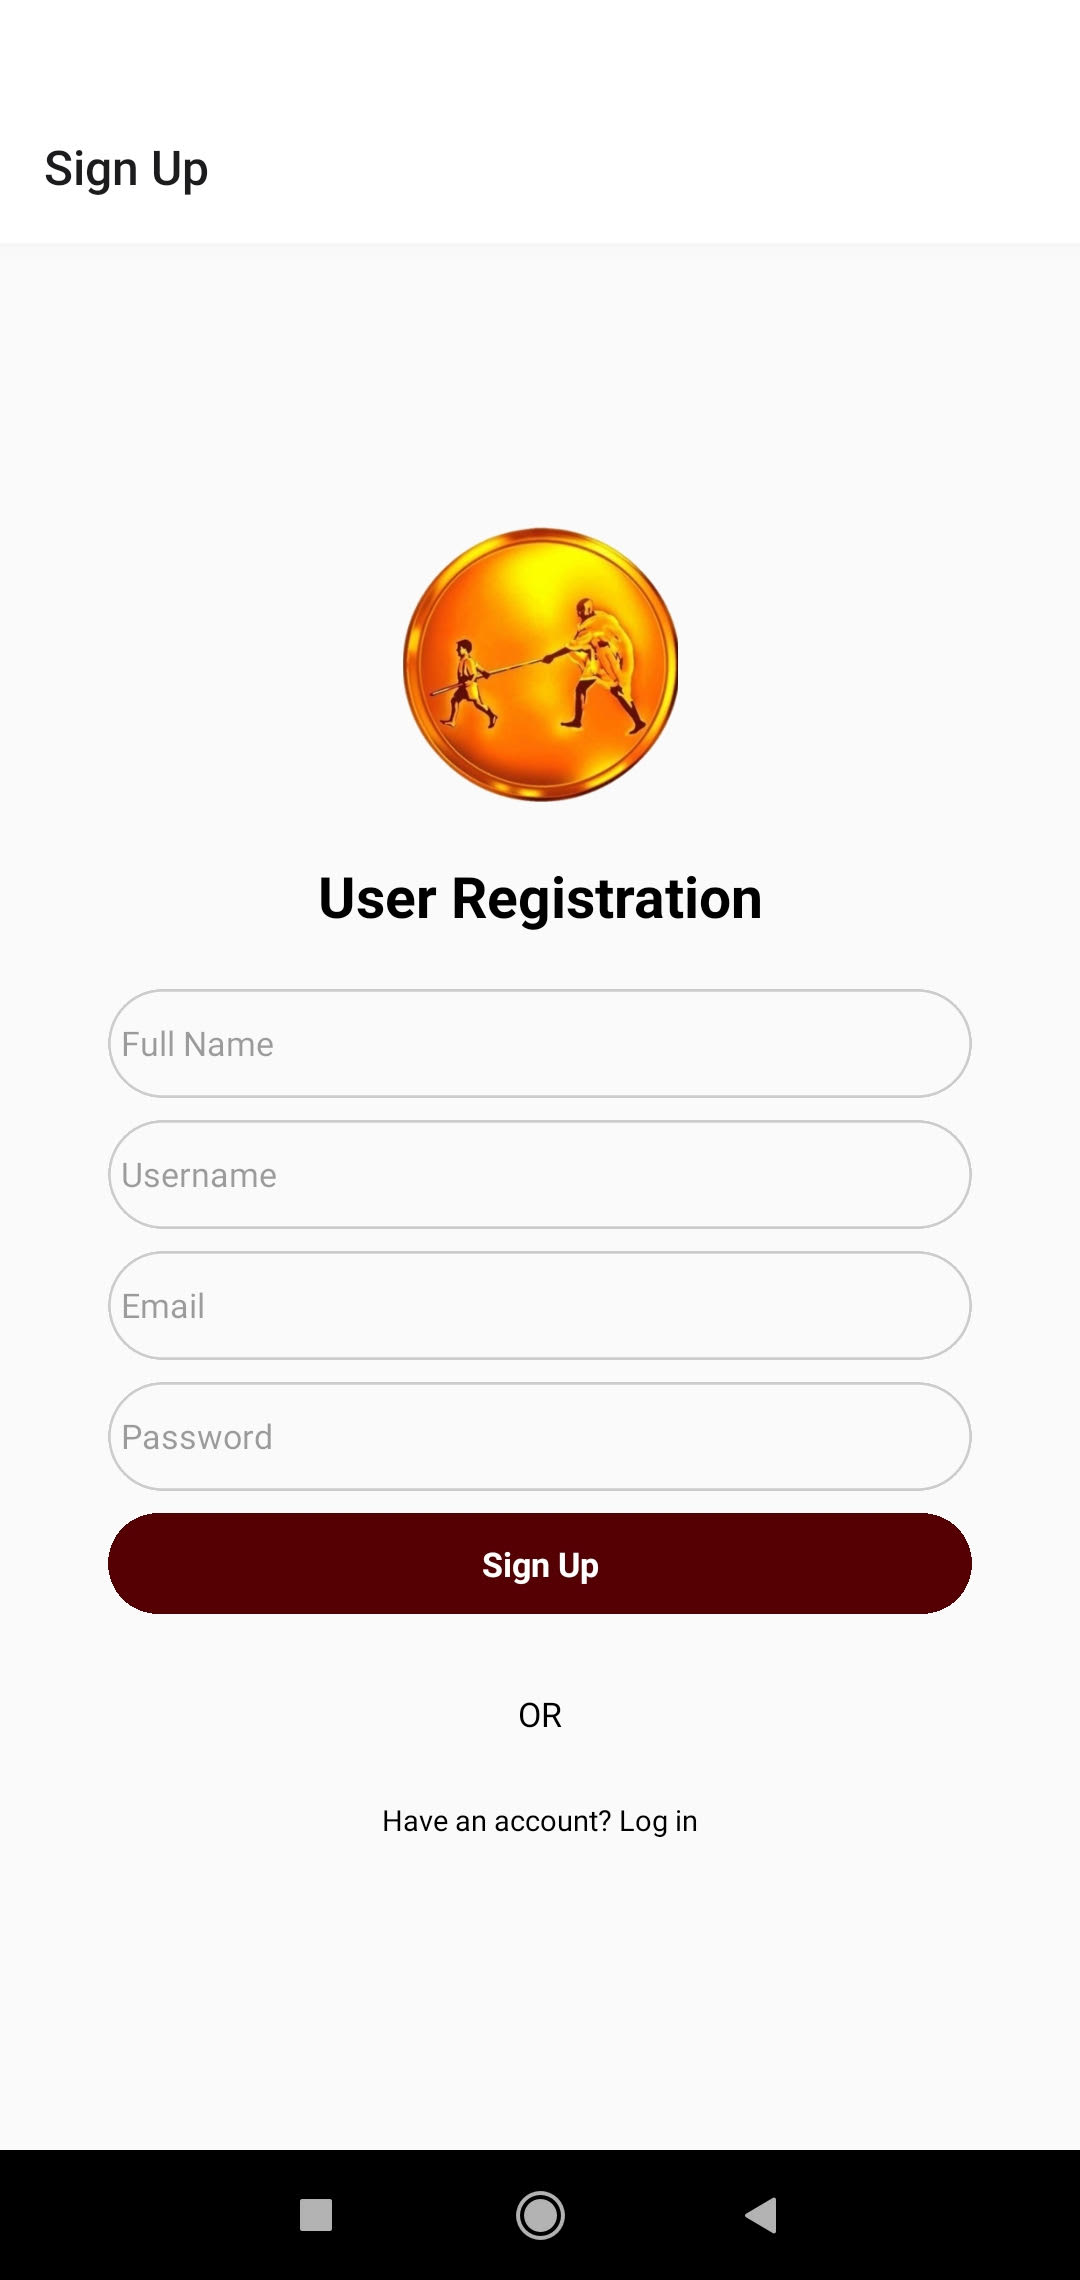 Sign Up
User Registration
Full Name
Username
Email
Password
Sign Up
OR
Have an account? Log in